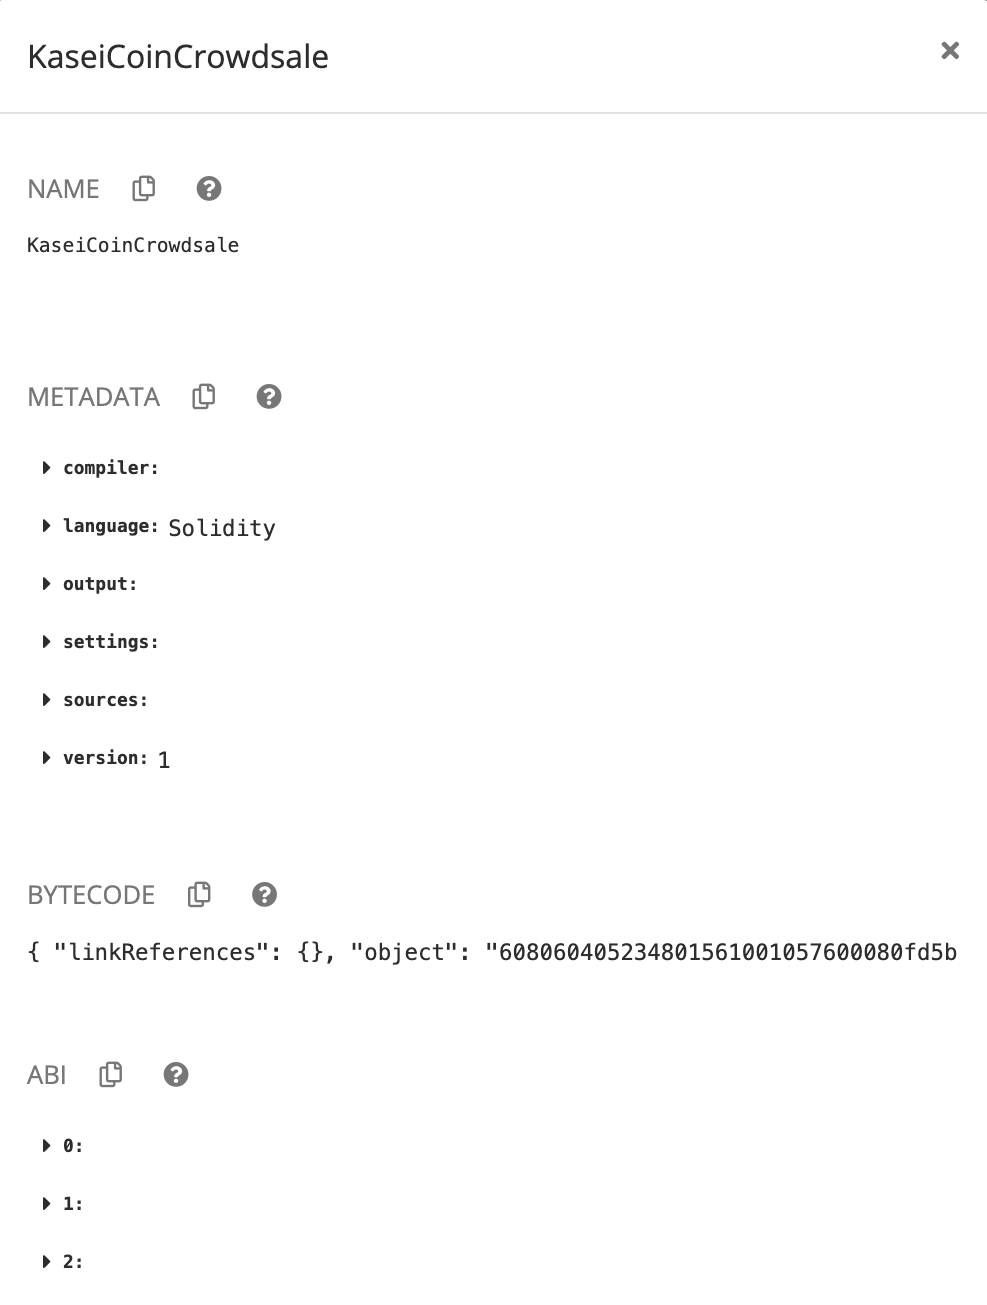 KaseiCoinCrowdsale
NAME
KaseiCoinCrowdsale
METADATA
compiler:
language: Solidity
output:
settings:
sources:
version: 1
BYTECODE
{ "linkReferences": {}, "object": "608060405234801561001057600080fd5b
ABI
0:
1:
2: